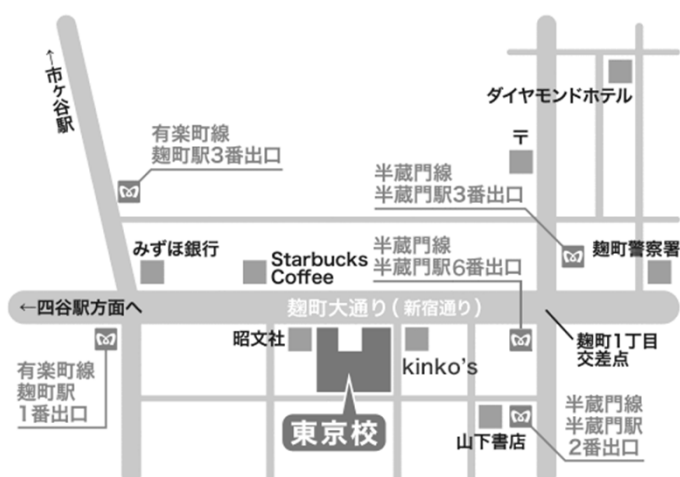 ←市ヶ谷駅
ダイヤモンドホテル
〒
有楽町線
麹町駅3番出口
半蔵門線
半蔵門駅3番出口
みずほ銀行
Starbucks
Coffee
半蔵門線
半蔵門駅6番出口
麹町警察署
←四谷駅方面へ
麹町大通り(新宿通り)
昭文社
kinko's
麹町1丁目
交差点
有楽町線
麹町駅
1番出口
東京校
山下書店
半蔵門線
半蔵門駅
2番出口